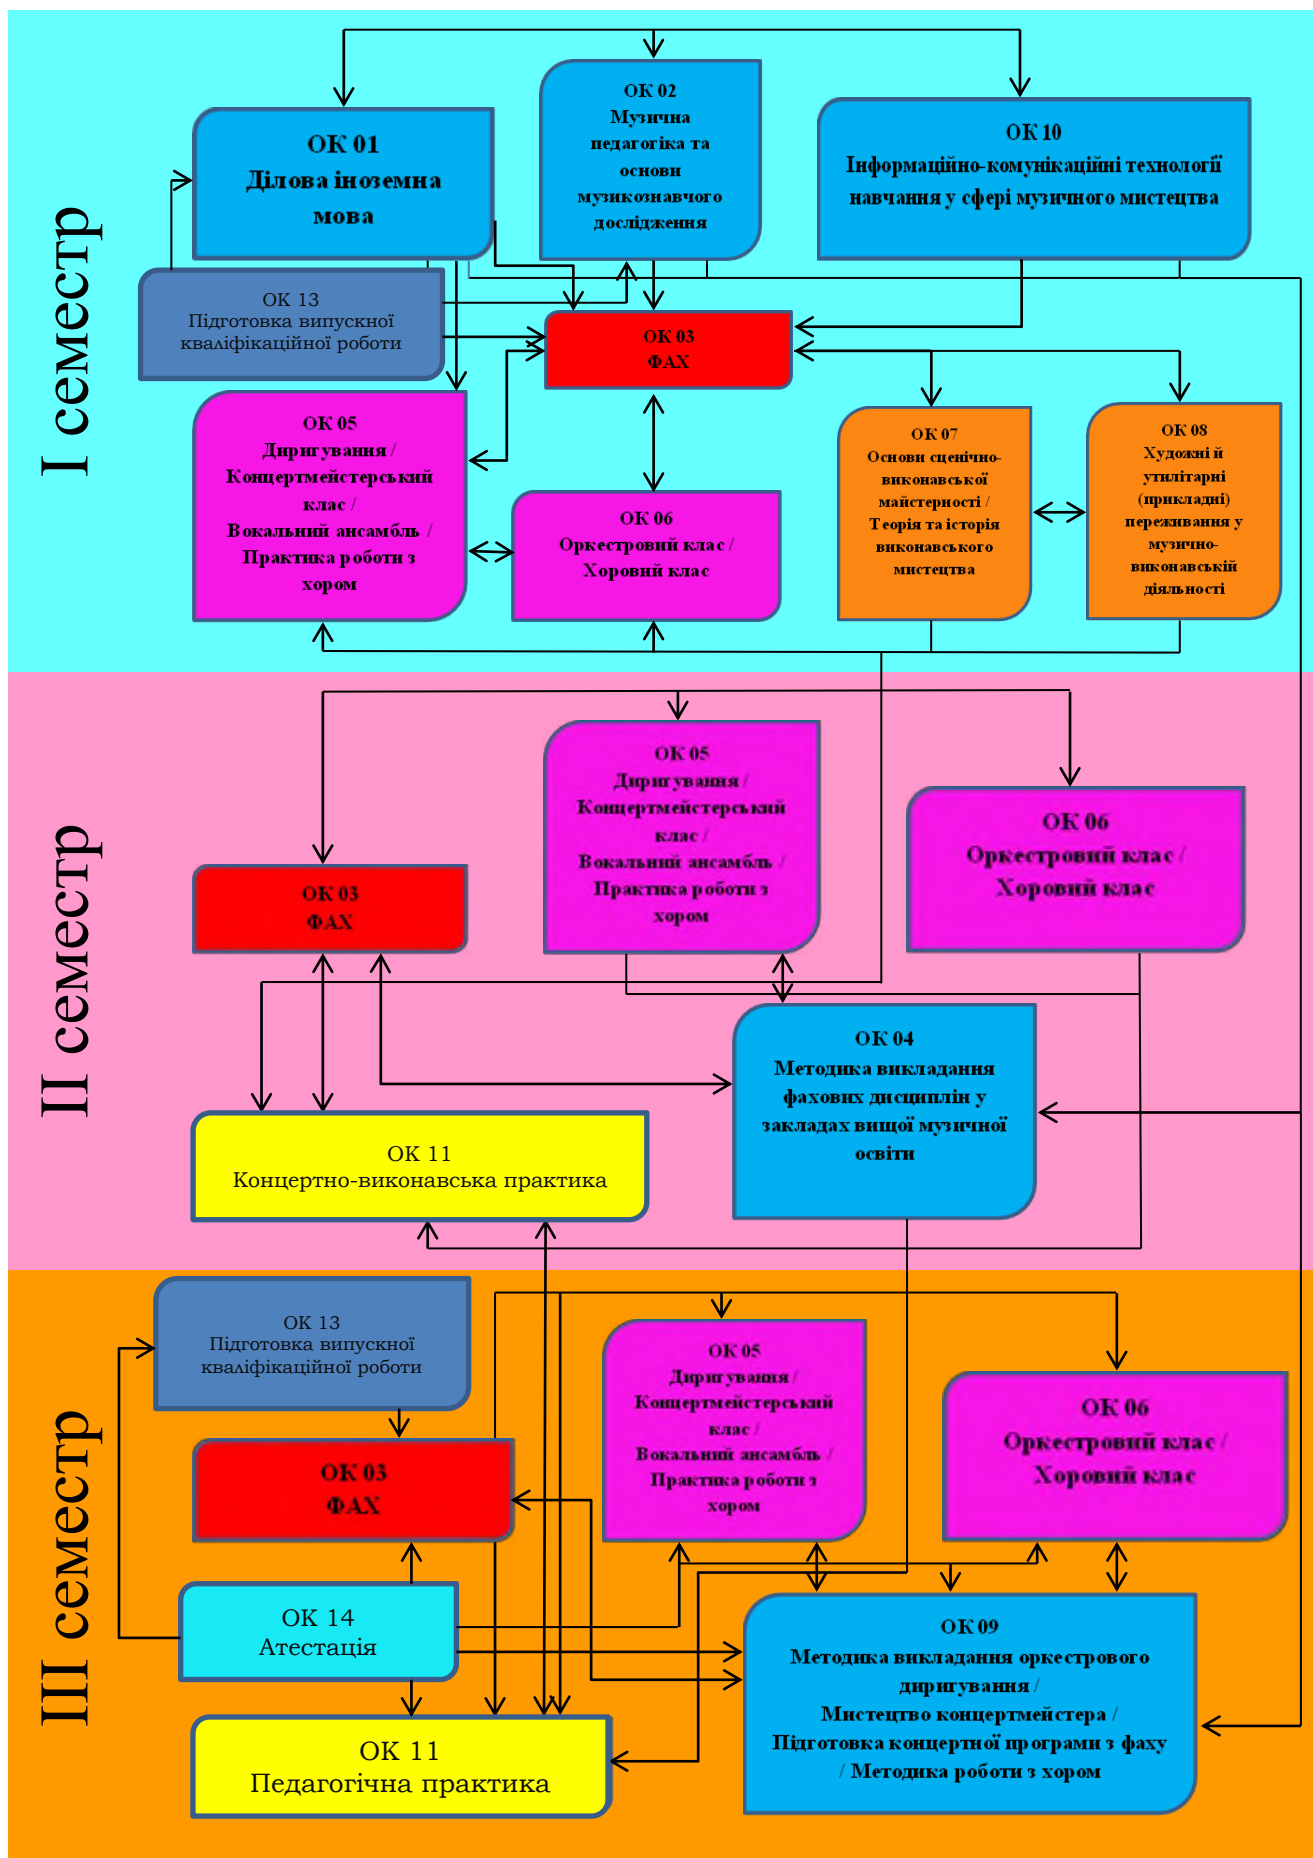 I семестр
ОК 01
Ділова іноземна
мова
ОК 02
Музична
педагогіка та
основи
музикознавчого
дослідження
ОК 10
Інформаційно-комунікаційні технології
навчання у сфері музичного мистецтва
ОК 13
Підготовка випускної
кваліфікаційної роботи
ОК 03
ФАХ
ОК 05
Диригування /
Концертмейстерський
клас /
Вокальний ансамбль /
Практика роботи з
хором
ОК 06
Оркестровий клас /
Хоровий клас
ОК 07
Основи сценічно-
виконавської
майстерності /
Теорія та історія
виконавського
мистецтва
ОК 08
Художні й
утилітарні
(прикладні)
переживання у
музично-
виконавській
діяльності
II семестр
ОК 05
Диригування /
Концертмейстерський
клас /
Вокальний ансамбль /
Практика роботи з
хором
ОК 06
Оркестровий клас /
Хоровий клас
ОК 03
ФАХ
ОК 04
Методика викладання
фахових дисциплін у
закладах вищої музичної
освіти
ОК 11
Концертно-виконавська практика
III семестр
ОК 13
Підготовка випускної
кваліфікаційної роботи
ОК 05
Диригування /
Концертмейстерський
клас /
Вокальний ансамбль /
Практика роботи з
хором
ОК 06
Оркестровий клас /
Хоровий клас
ОК 03
ФАХ
ОК 14
Атестація
ОК 09
Методика викладання оркестрового
диригування /
Мистецтво концертмейстера /
Підготовка концертної програми з фаху
/ Методика роботи з хором
ОК 11
Педагогічна практика